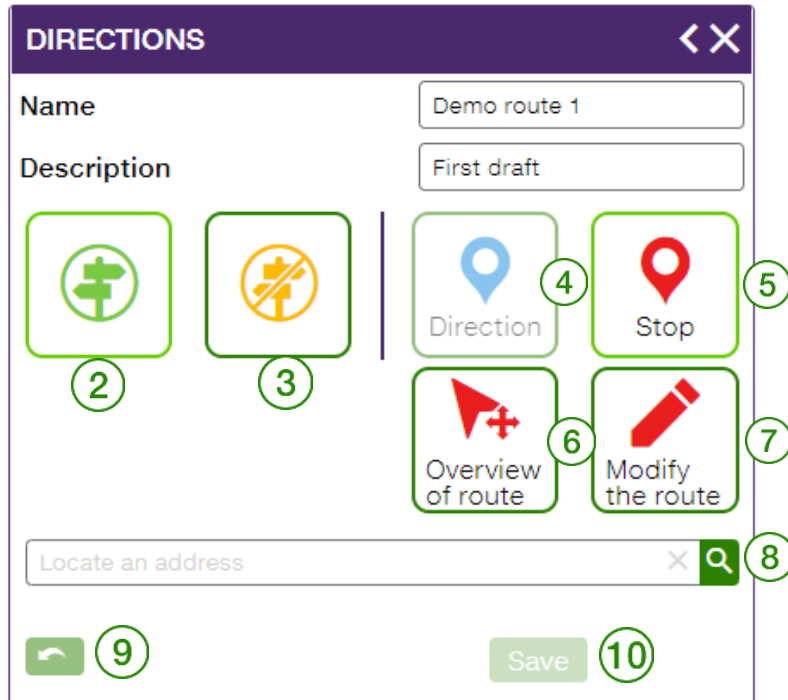 DIRECTIONS
Name
Demo route 1
Description
First draft
Direction
4
Stop
5
2
3
Overview
of route
6
Modify
the route
7
Locate an address
8
9
Save
10